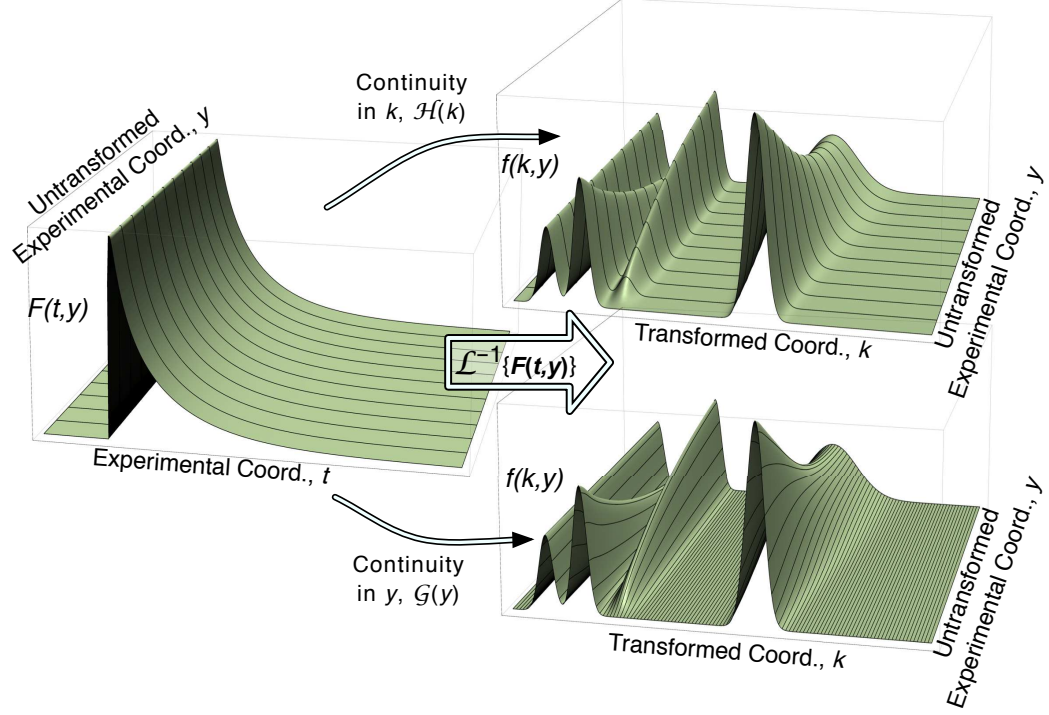 Untransformed
Experimental Coord., y
F(t,y)
Experimental Coord., t
Continuity
in k, ℋ(k)
f(k,y)
Transformed Coord., k
Untransformed
Experimental Coord., y
ℒ⁻¹{F(t,y)}
Continuity
in y, 𝒢(y)
f(k,y)
Transformed Coord., k
Untransformed
Experimental Coord., y